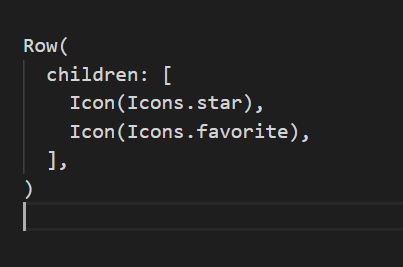 Row(
  children: [
    Icon(Icons.star),
    Icon(Icons.favorite),
  ],
)